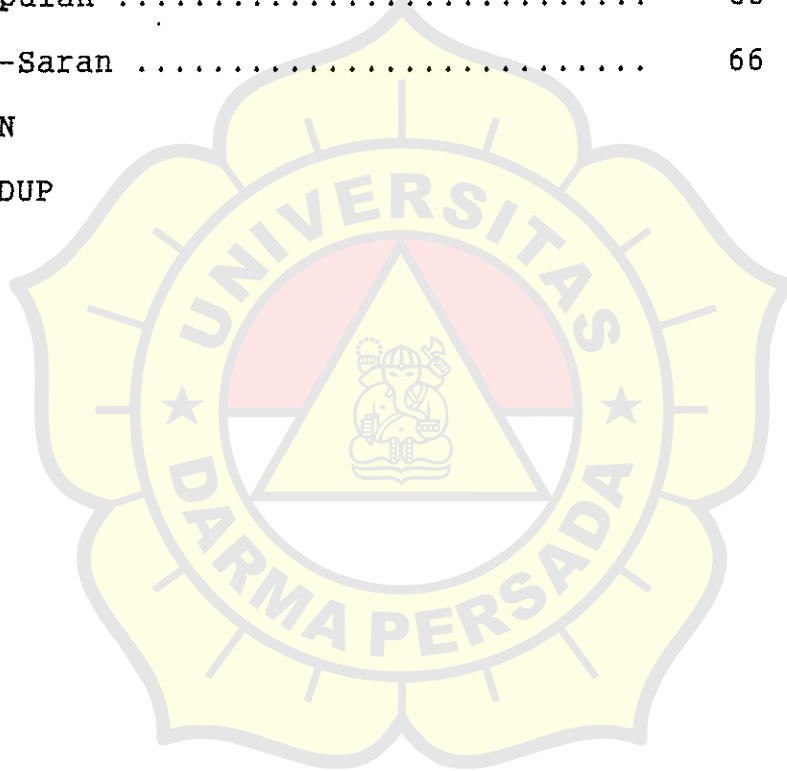 -Saran ........................... 66
N
DUP
UNIVERSITAS
DARMA PERSADA